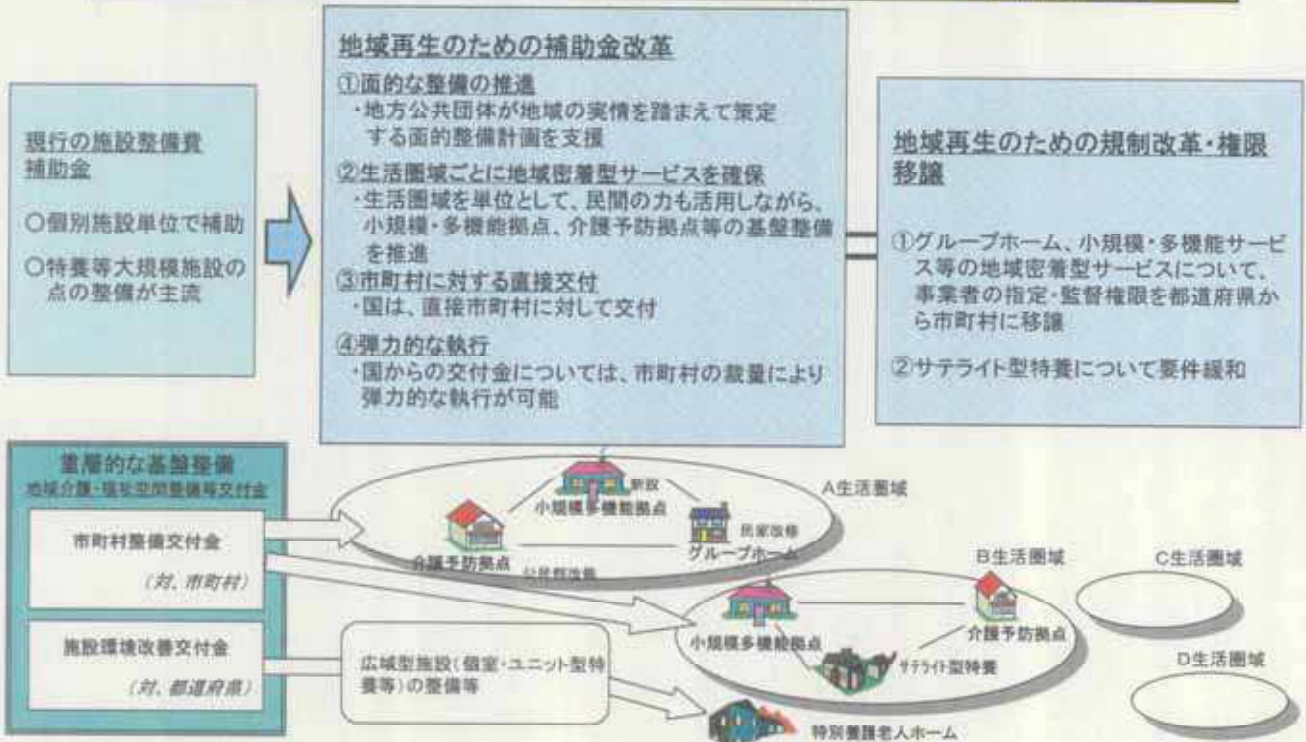 現行の施設整備費
補助金
○個別施設単位で補助
○特養等大規模施設の
点の整備が主流
地域再生のための補助金改革
①面的な整備の推進
・地方公共団体が地域の実情を踏まえて策定
する面的整備計画を支援
②生活圏域ごとに地域密着型サービスを確保
・生活圏域を単位として、民間の力も活用しながら、
小規模・多機能拠点、介護予防拠点等の基盤整備
を推進
③市町村に対する直接交付
・国は、直接市町村に対して交付
④弾力的な執行
・国からの交付金については、市町村の裁量により
弾力的な執行が可能
地域再生のための規制改革・権限
移譲
①グループホーム、小規模・多機能サービ
ス等の地域密着型サービスについて、
事業者の指定・監督権限を都道府県か
ら市町村に移譲
②サテライト型特養について要件緩和
重層的な基盤整備
地域介護・福祉空間整備等交付金
市町村整備交付金
(対、市町村)
施設環境改善交付金
(対、都道府県)
広域型施設(個室・ユニット型特
養等)の整備等
新設
小規模多機能拠点
介護予防拠点
民家改修
グループホーム
A生活圏域
B生活圏域
小規模多機能拠点
介護予防拠点
サテライト型特養
C生活圏域
D生活圏域
特別養護老人ホーム